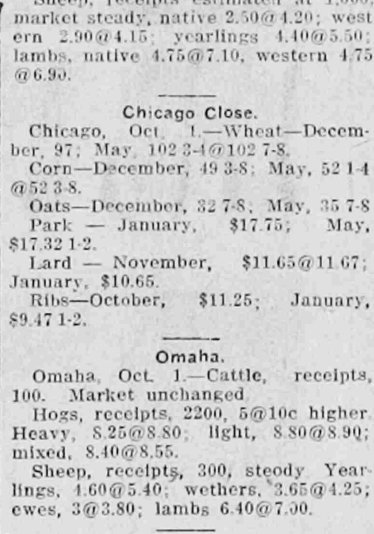 Sheep, receipts estimated at 1,000,
market steady, native 2.50@4.20; west
ern 2.90@4.15; yearlings 4.40@5.50;
lambs, native 4.75@7.10, western 4.75
@6.90.
Chicago Close.
Chicago, Oct. 1.—Wheat—Decem-
ber, 97; May, 102 3-4@102 7-8.
Corn—December, 49 3-8; May, 52 1-4
@52 3-8.
Oats—December, 32 7-8; May, 35 7-8
Park — January, $17.75; May,
$17.32 1-2.
Lard — November, $11.65@11.67;
January, $10.65.
Ribs—October, $11.25; January,
$9.47 1-2.
Omaha.
Omaha, Oct. 1.—Cattle, receipts,
100. Market unchanged
Hogs, receipts, 2200, 5@10c higher
Heavy, 8.25@8.80; light, 8.80@8.90;
mixed, 8.40@8.55.
Sheep, receipts, 300, steody Year-
lings, 4.60@5.40; wethers, 3.65@4.25;
ewes, 3@3.80; lambs 6.40@7.00.